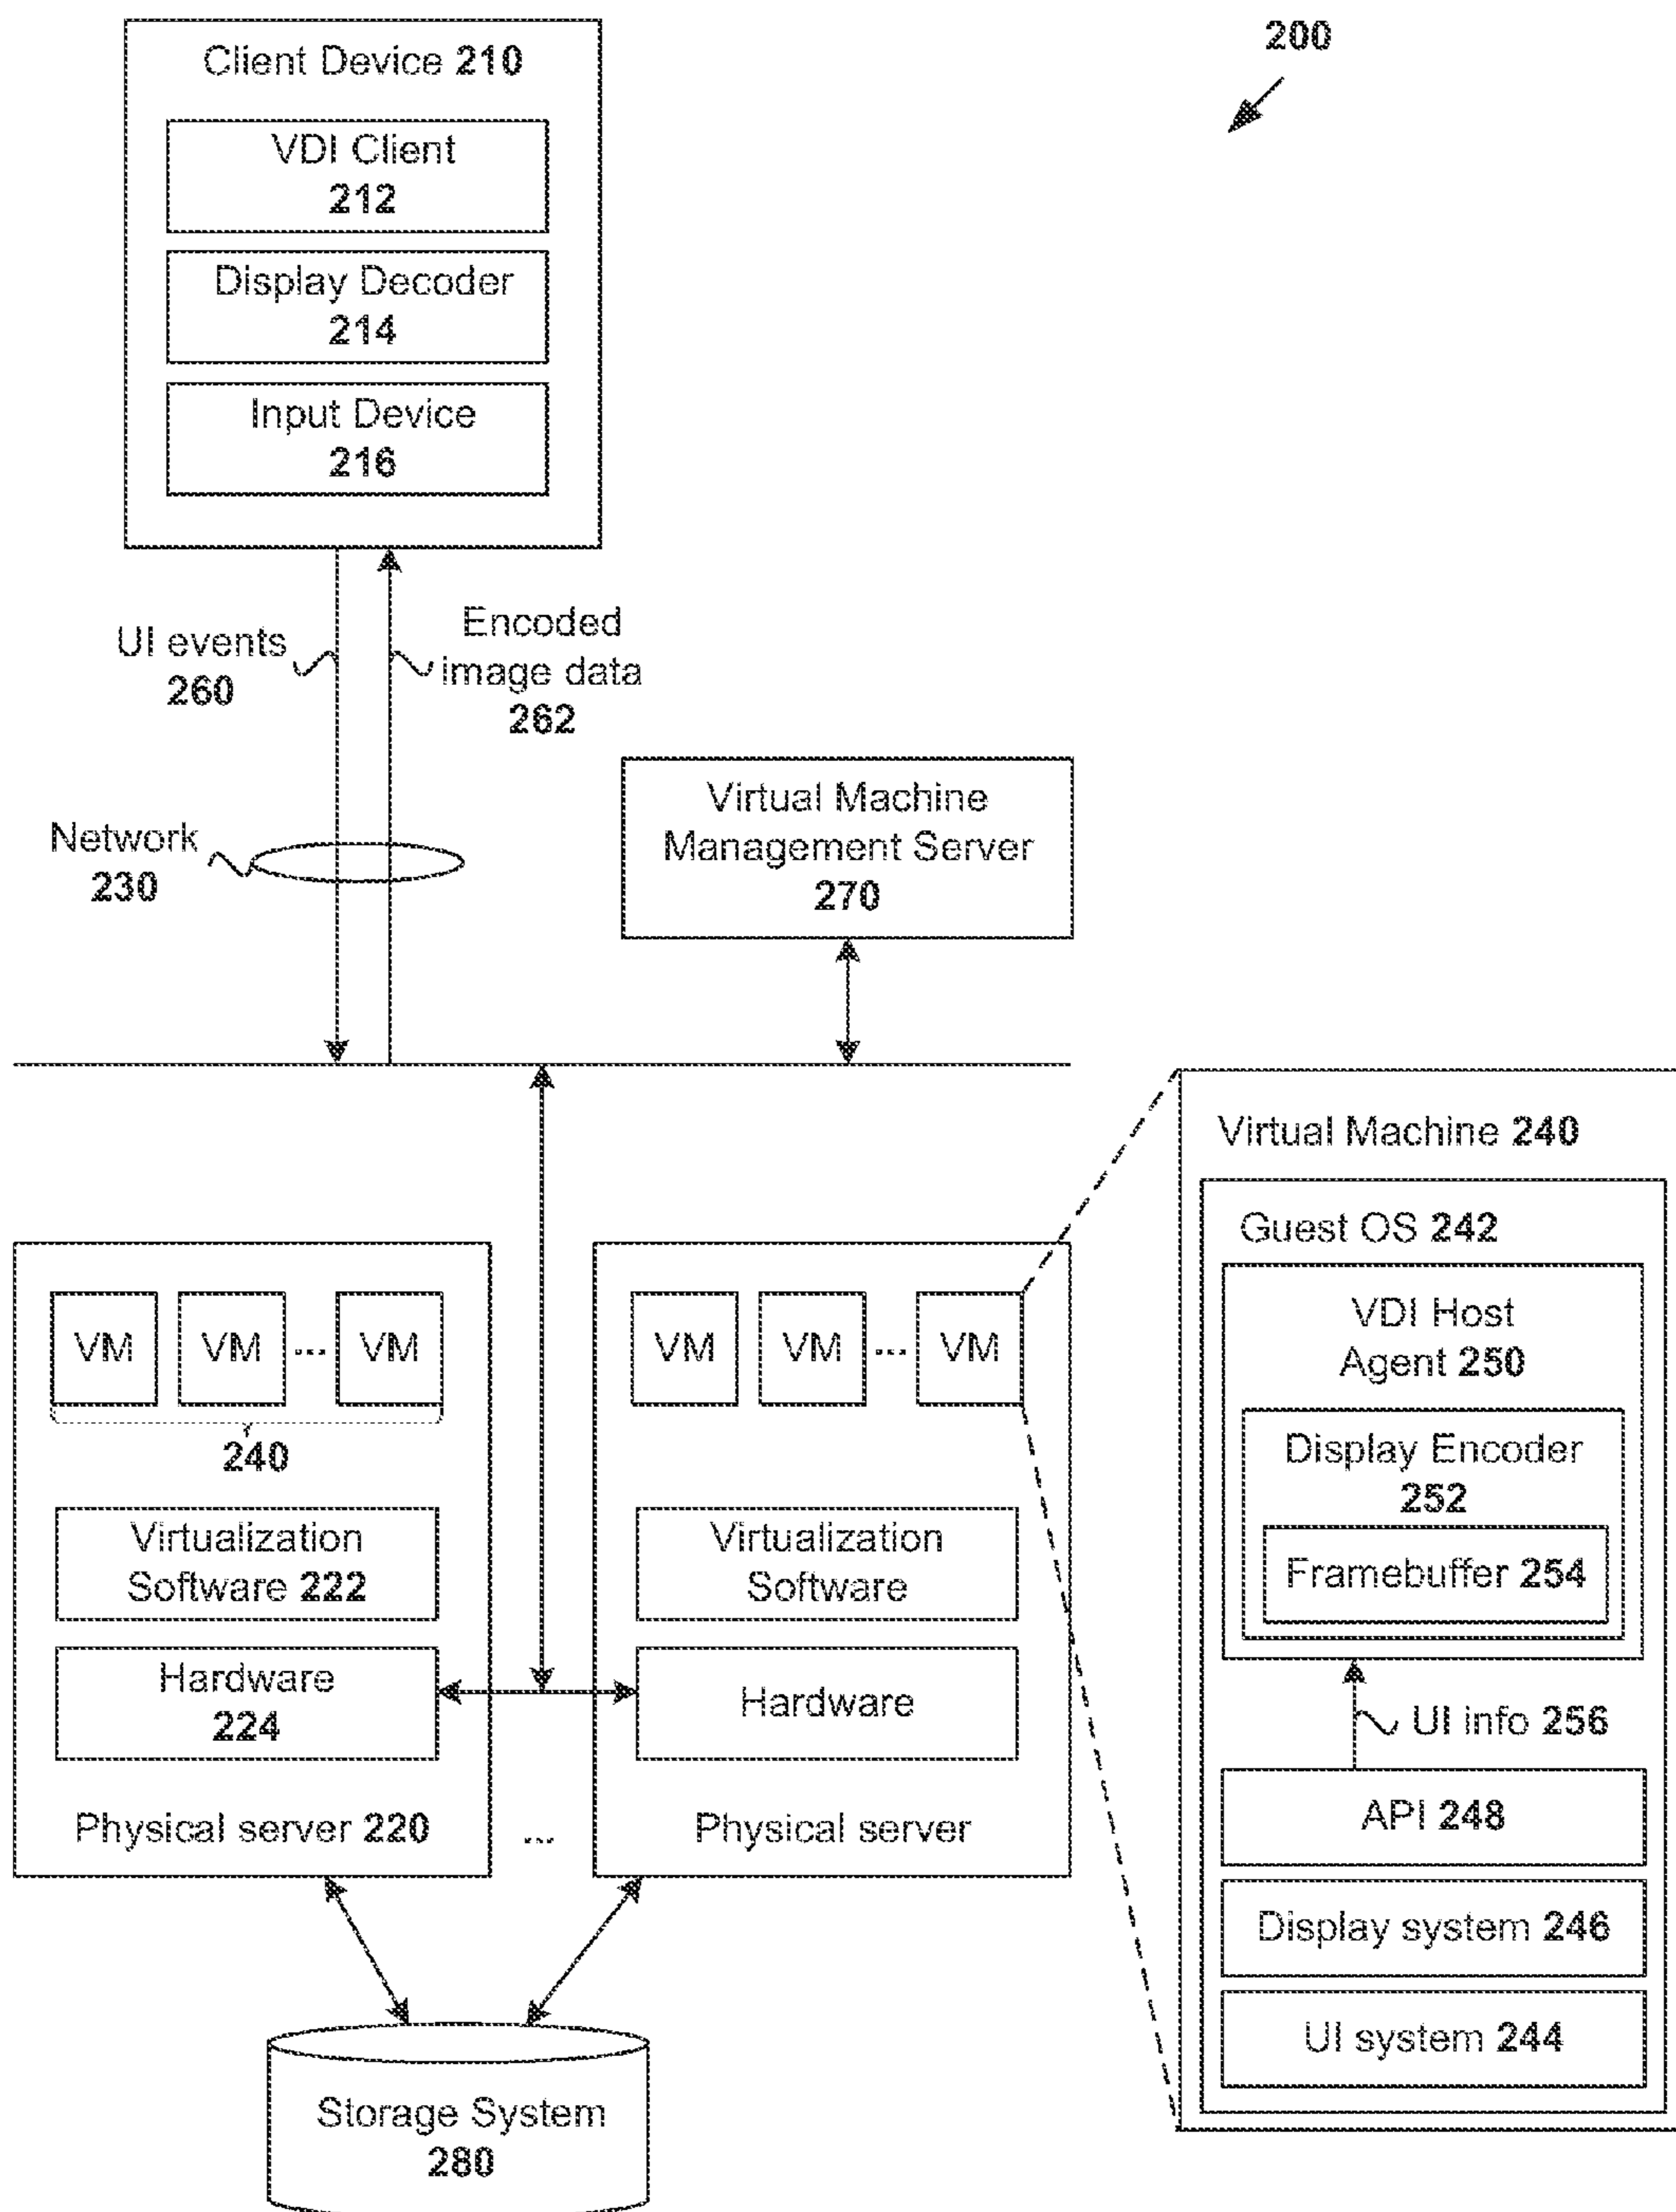 200
Client Device 210
VDI Client
212
Display Decoder
214
Input Device
216
UI events
260
Encoded
image data
262
Network
230
Virtual Machine
Management Server
270
VM
VM
...
VM
240
Virtualization
Software 222
Hardware
224
Physical server 220
...
VM
VM
...
VM
Virtualization
Software
Hardware
Physical server
Storage System
280
Virtual Machine 240
Guest OS 242
VDI Host
Agent 250
Display Encoder
252
Framebuffer 254
UI info 256
API 248
Display system 246
UI system 244